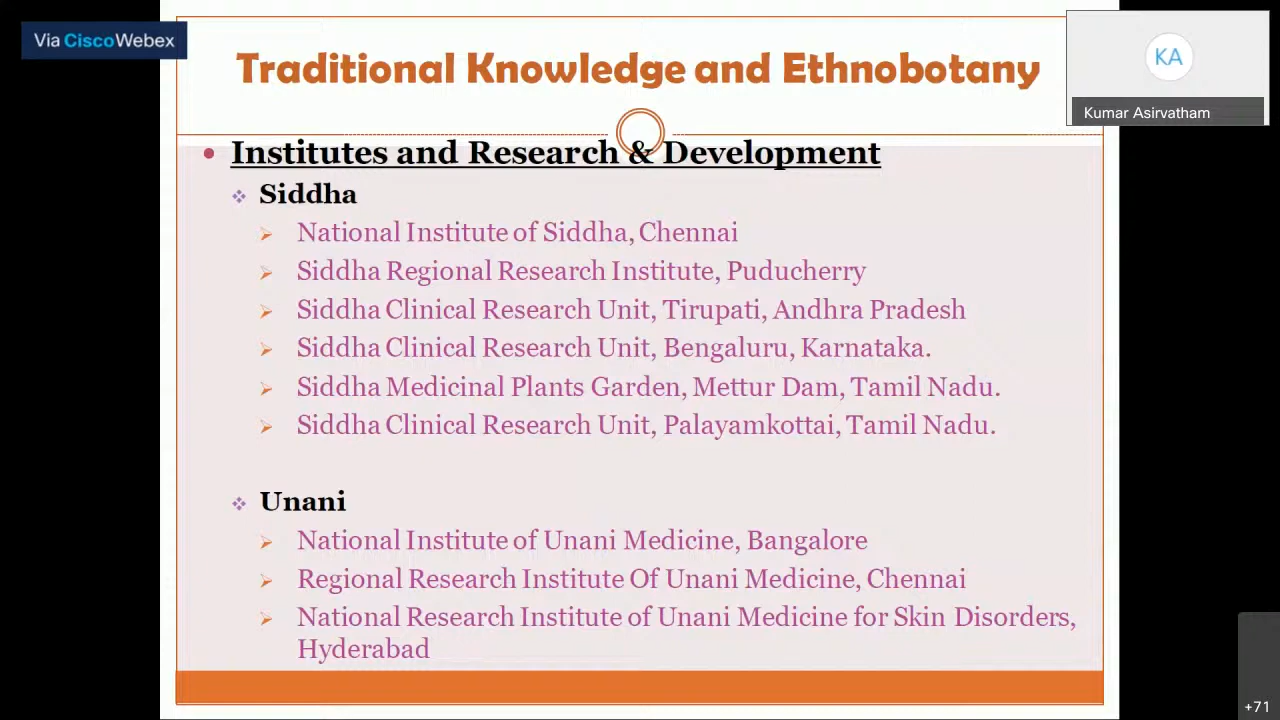 Via CiscoWebex
Traditional Knowledge and Ethnobotany
KA
Kumar Asirvatham
Institutes and Research & Development
Siddha
National Institute of Siddha, Chennai
Siddha Regional Research Institute, Puducherry
Siddha Clinical Research Unit, Tirupati, Andhra Pradesh
Siddha Clinical Research Unit, Bengaluru, Karnataka.
Siddha Medicinal Plants Garden, Mettur Dam, Tamil Nadu.
Siddha Clinical Research Unit, Palayamkottai, Tamil Nadu.
Unani
National Institute of Unani Medicine, Bangalore
Regional Research Institute Of Unani Medicine, Chennai
National Research Institute of Unani Medicine for Skin Disorders,
Hyderabad
+71